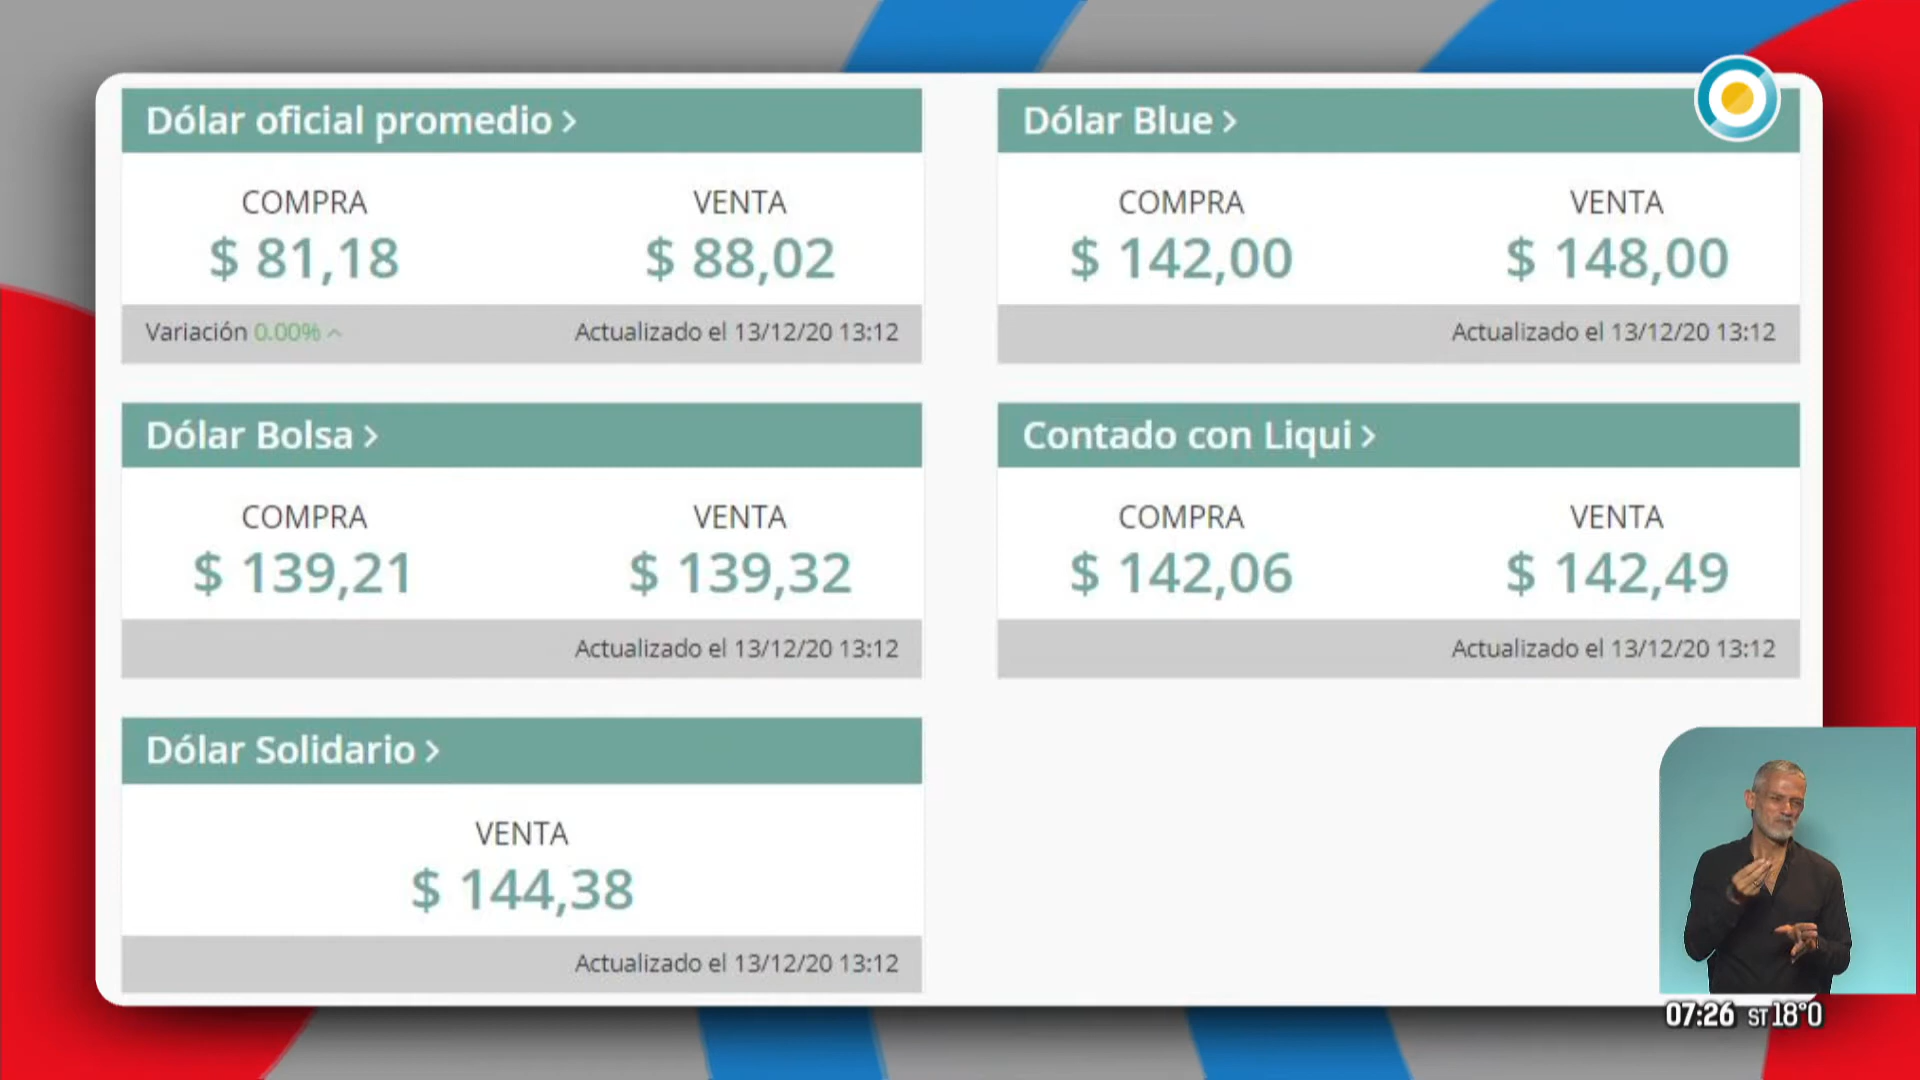 Dólar oficial promedio >
COMPRA VENTA
$ 81,18 $ 88,02
Variación 0.00% ^ Actualizado el 13/12/20 13:12
Dólar Blue >
COMPRA VENTA
$ 142,00 $ 148,00
Actualizado el 13/12/20 13:12
Dólar Bolsa >
COMPRA VENTA
$ 139,21 $ 139,32
Actualizado el 13/12/20 13:12
Contado con Liqui >
COMPRA VENTA
$ 142,06 $ 142,49
Actualizado el 13/12/20 13:12
Dólar Solidario >
VENTA
$ 144,38
Actualizado el 13/12/20 13:12
07:26 ST 18°0